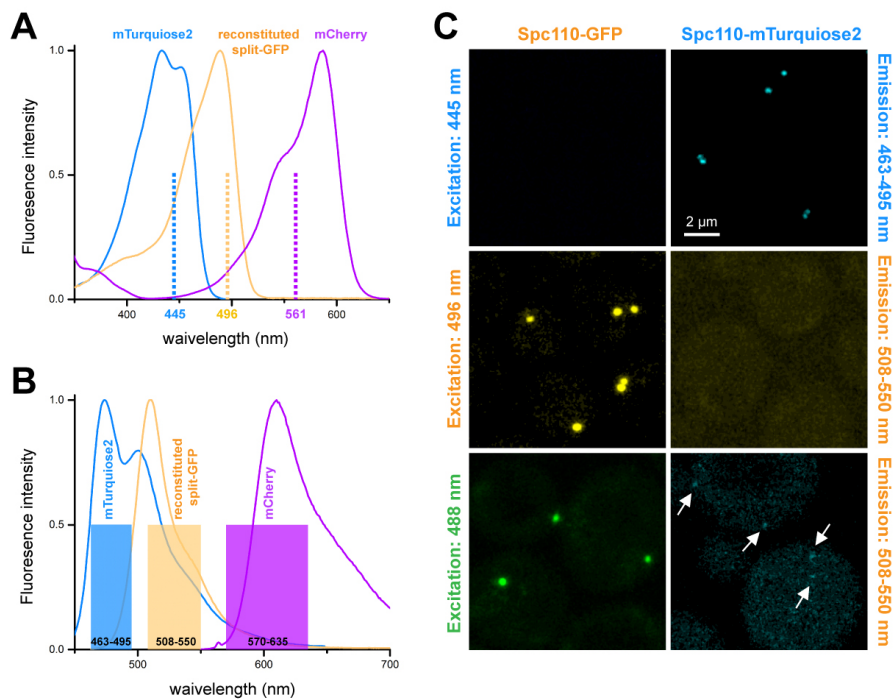 A
mTurquiose2
reconstituted
split-GFP
mCherry
Fluoresence intensity
1.0
0.5
0.0
400
445
496
561
600
wavelength (nm)
B
Fluoresence intensity
1.0
0.5
0.0
mTurquiose2
reconstituted
split-GFP
mCherry
463-495
508-550
570-635
500
600
700
waivelength (nm)
C
Spc110-GFP
Spc110-mTurquiose2
Excitation: 445 nm
Emission: 463-495 nm
2 µm
Excitation: 496 nm
Emission: 508-550 nm
Excitation: 488 nm
Emission: 508-550 nm